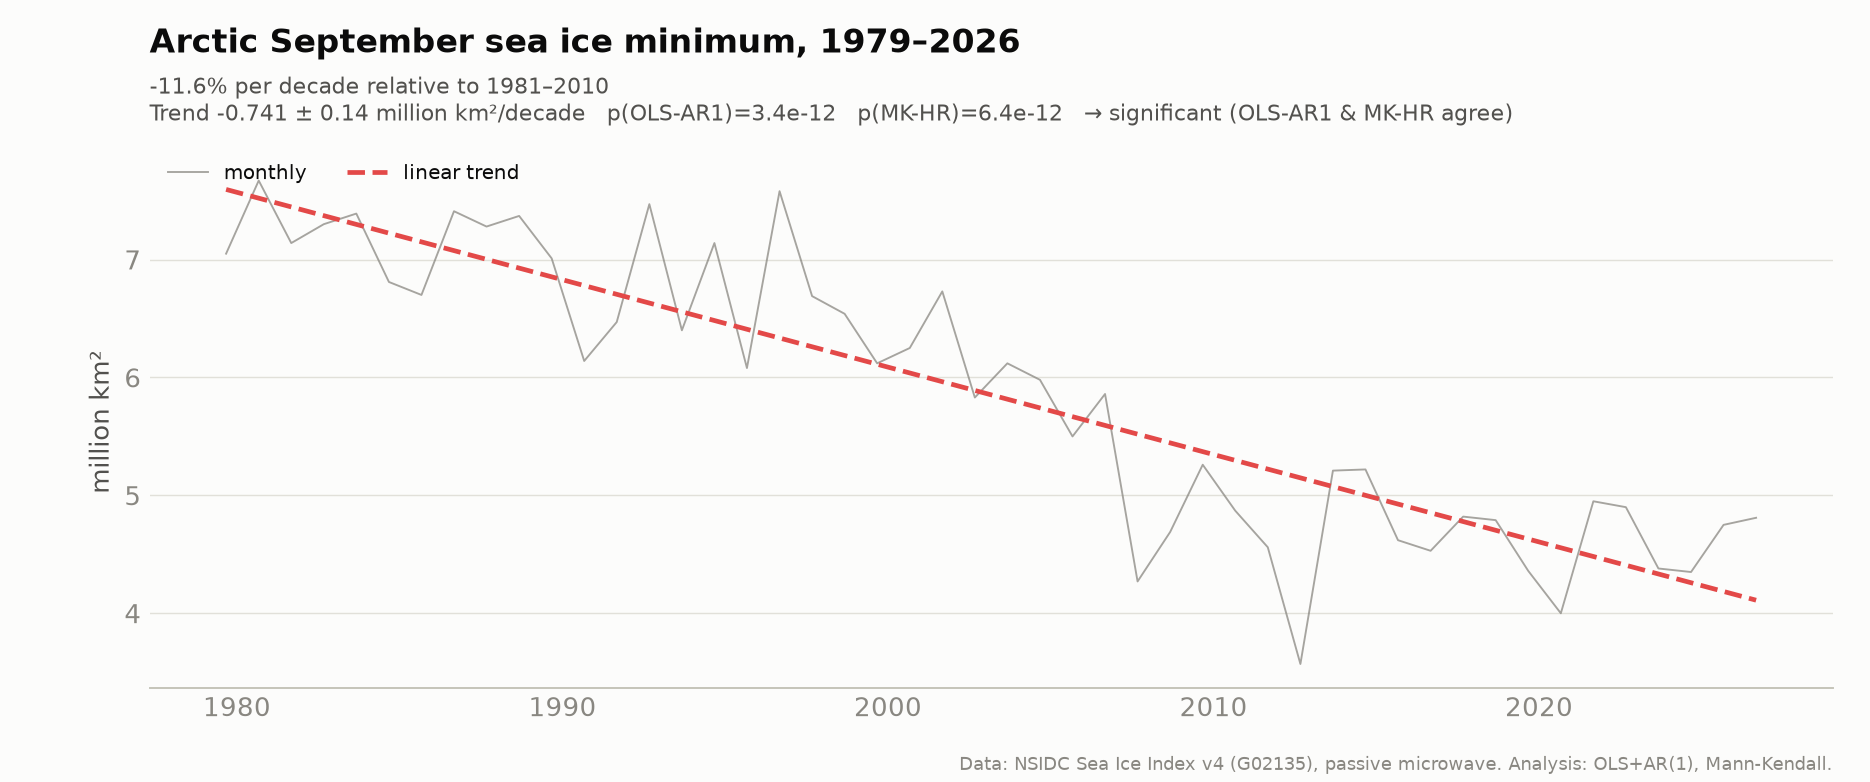 Arctic September sea ice minimum, 1979–2026
-11.6% per decade relative to 1981–2010
Trend -0.741 ± 0.14 million km²/decade   p(OLS-AR1)=3.4e-12   p(MK-HR)=6.4e-12   → significant (OLS-AR1 & MK-HR agree)
monthly   linear trend
million km²
7
6
5
4
1980   1990   2000   2010   2020
Data: NSIDC Sea Ice Index v4 (G02135), passive microwave. Analysis: OLS+AR(1), Mann-Kendall.